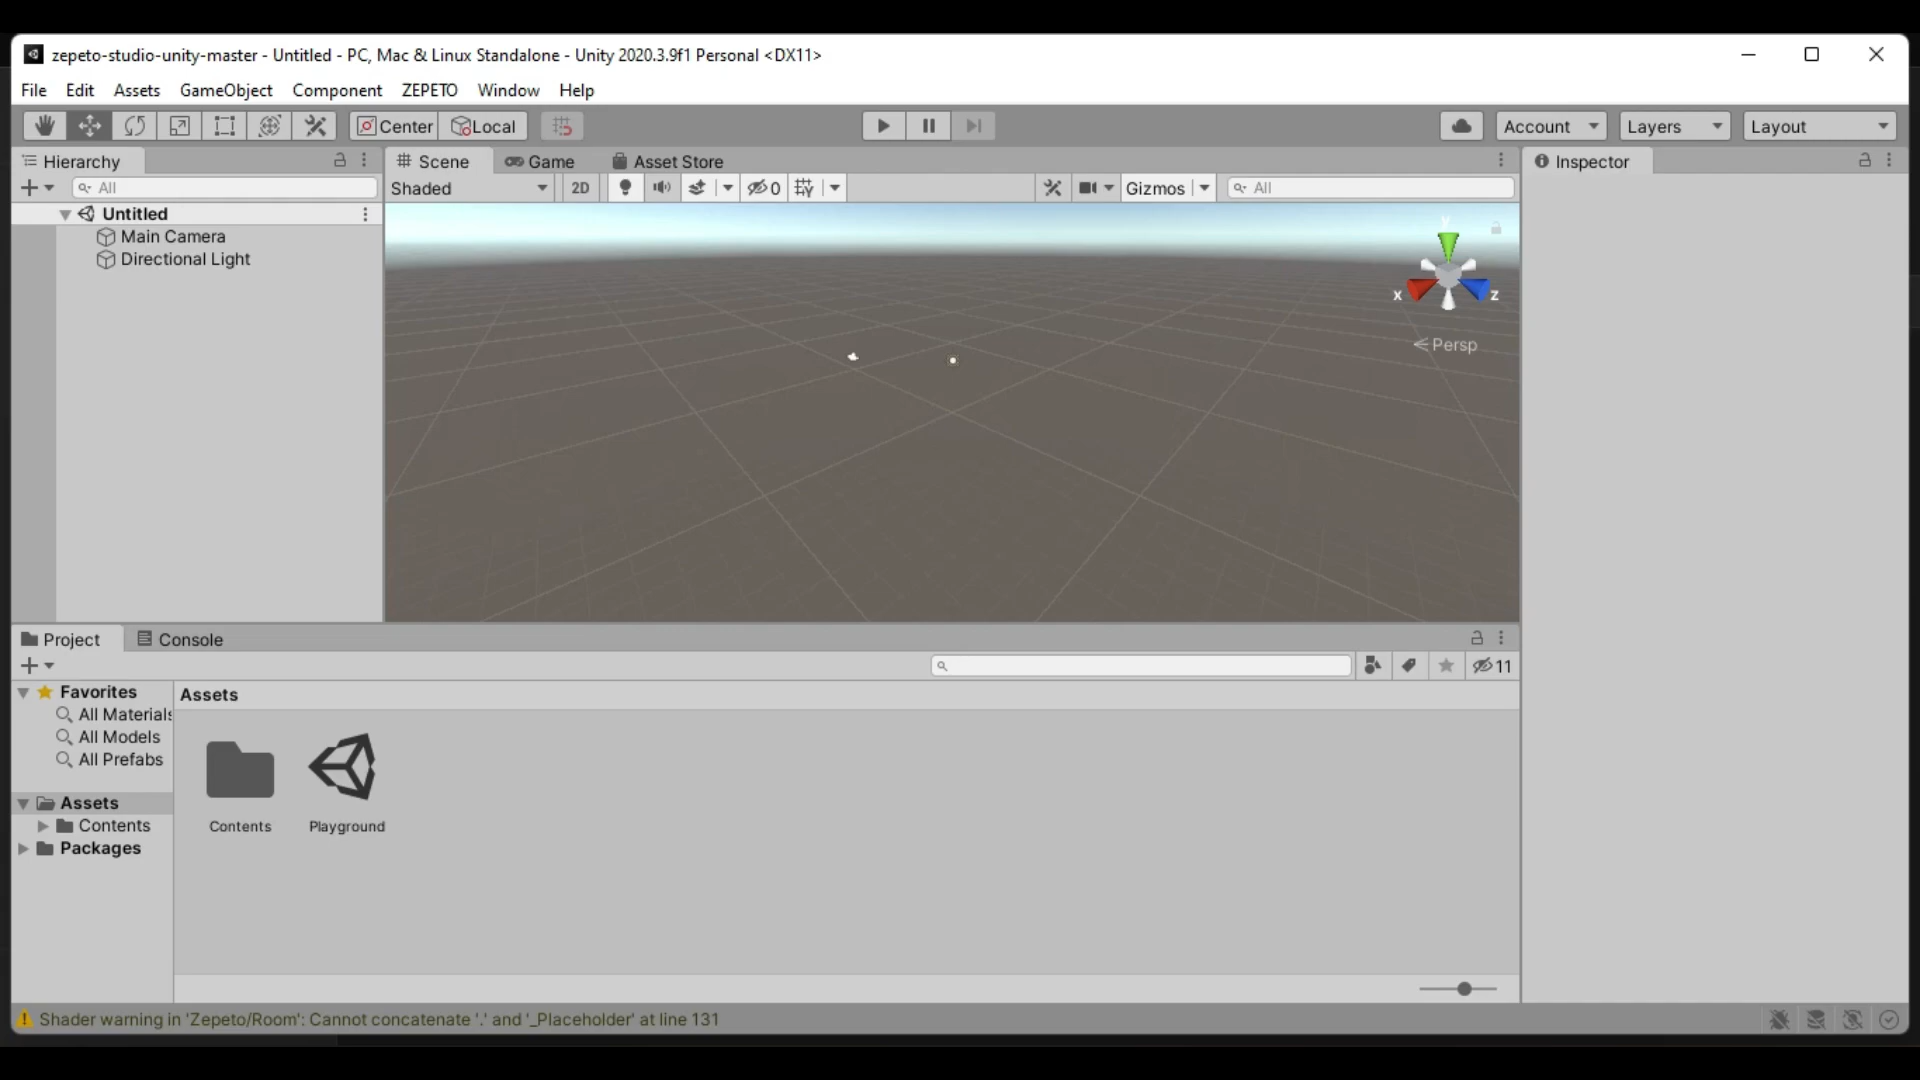 zepeto-studio-unity-master - Untitled - PC, Mac & Linux Standalone - Unity 2020.3.9f1 Personal <DX11>
File Edit Assets GameObject Component ZEPETO Window Help
Center Local Account Layers Layout
Hierarchy
Scene Game Asset Store
Inspector
All
Shaded 2D 0 Gizmos All
Untitled
Main Camera
Directional Light
y
x z
Persp
Project Console
11
Favorites
All Materials
All Models
All Prefabs
Assets
Contents
Packages
Assets
Contents Playground
Shader warning in 'Zepeto/Room': Cannot concatenate '.' and '_Placeholder' at line 131